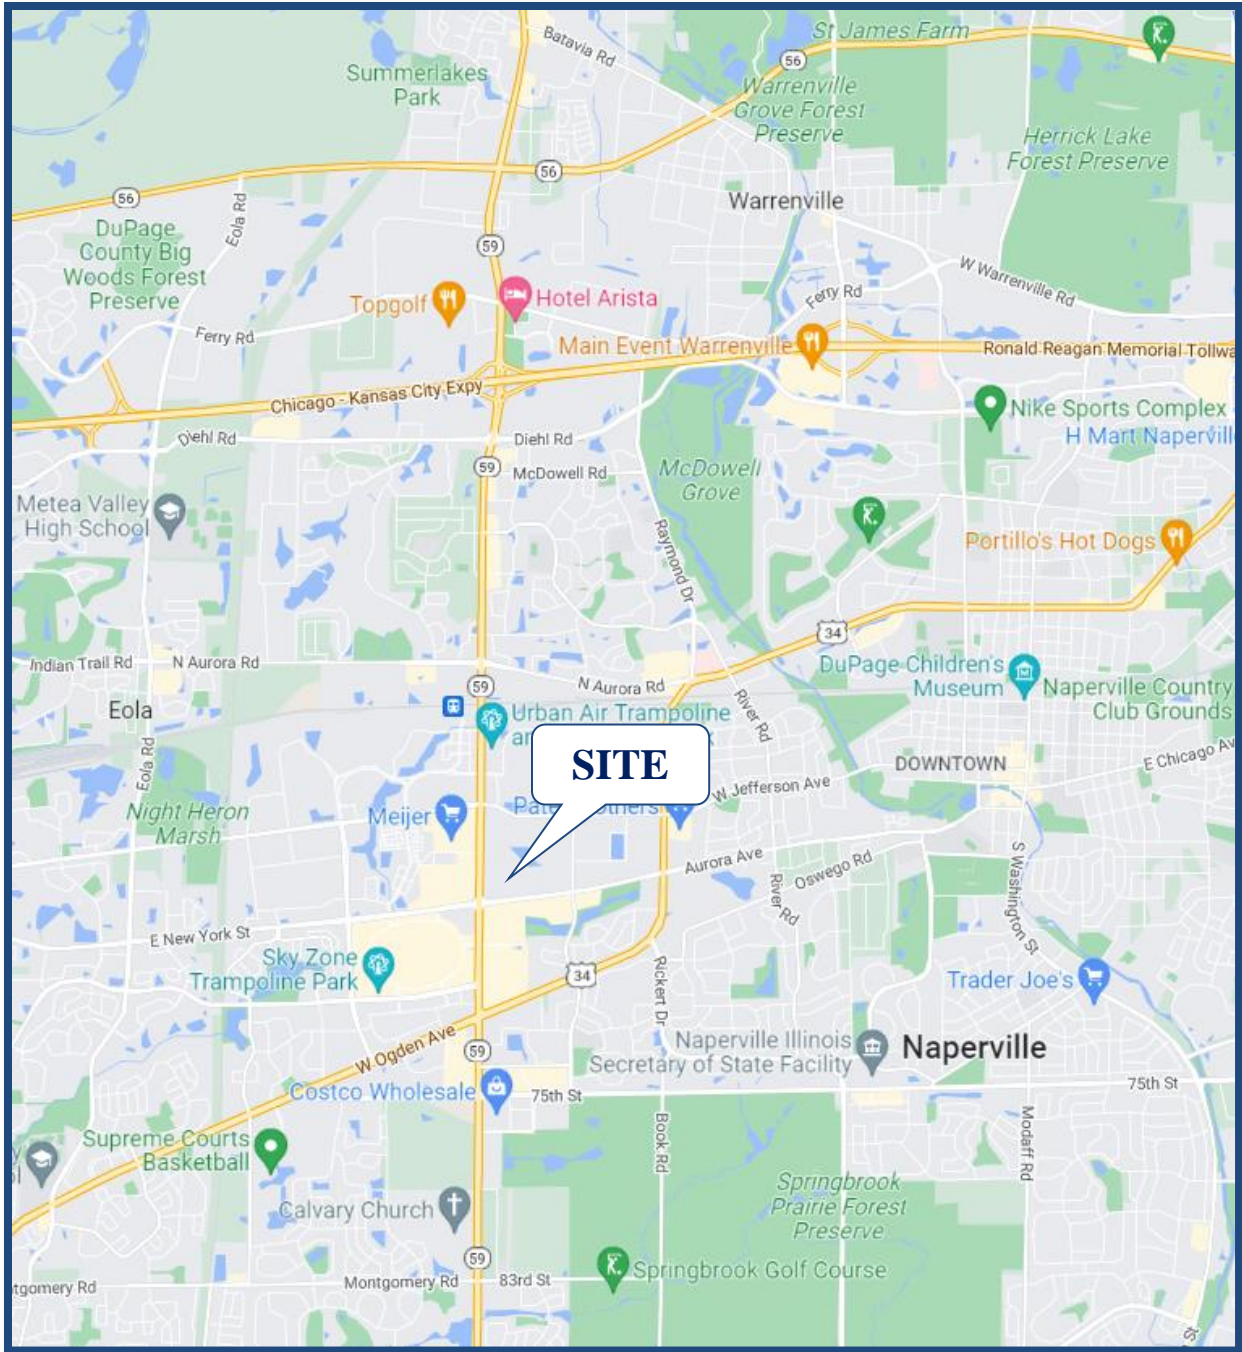 St James Farm
Batavia Rd
56
Summerlakes
Park
Warrenville
Grove Forest
Preserve
Herrick Lake
Forest Preserve
56
56
Warrenville
Eola Rd
DuPage
County Big
Woods Forest
Preserve
59
W Warrenville Rd
Topgolf
Hotel Arista
Ferry Rd
Ferry Rd
Main Event Warrenville
Ronald Reagan Memorial Tollwa
Chicago - Kansas City Expy
Nike Sports Complex
H Mart Napervill
Diehl Rd
Diehl Rd
59
McDowell Rd
McDowell
Grove
Metea Valley
High School
Raymond Dr
Portillo's Hot Dogs
34
Indian Trail Rd
N Aurora Rd
N Aurora Rd
59
DuPage Children's
Museum
Naperville Country
Club Grounds
Eola
Urban Air Trampoline
River Rd
SITE
DOWNTOWN
E Chicago Av
Eola Rd
W Jefferson Ave
Night Heron
Marsh
Meijer
Aurora Ave
Oswego Rd
River Rd
S Washington St
E New York St
Sky Zone
Trampoline Park
34
Rickert Dr
Trader Joe's
W Ogden Ave
59
Naperville Illinois
Secretary of State Facility
Naperville
Costco Wholesale
75th St
75th St
Book Rd
Modaff Rd
Supreme Courts
Basketball
Springbrook
Prairie Forest
Preserve
Calvary Church
59
Springbrook Golf Course
tgomery Rd
Montgomery Rd
83rd St